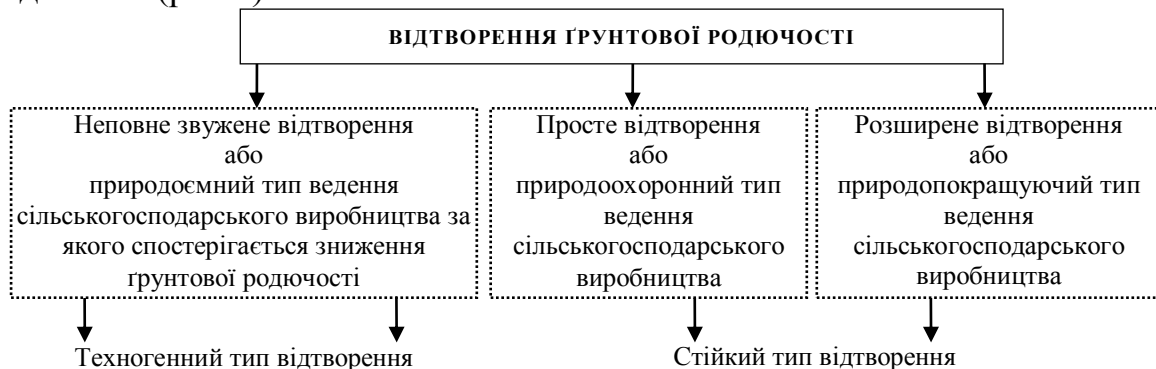 ВІДТВОРЕННЯ ҐРУНТОВОЇ РОДЮЧОСТІ
Неповне звужене відтворення
або
природоємний тип ведення
сільськогосподарського виробництва за
якого спостерігається зниження
ґрунтової родючості
Просте відтворення
або
природоохоронний тип
ведення
сільськогосподарського
виробництва
Розширене відтворення
або
природопокращуючий тип
ведення
сільськогосподарського
виробництва
Техногенний тип відтворення
Стійкий тип відтворення